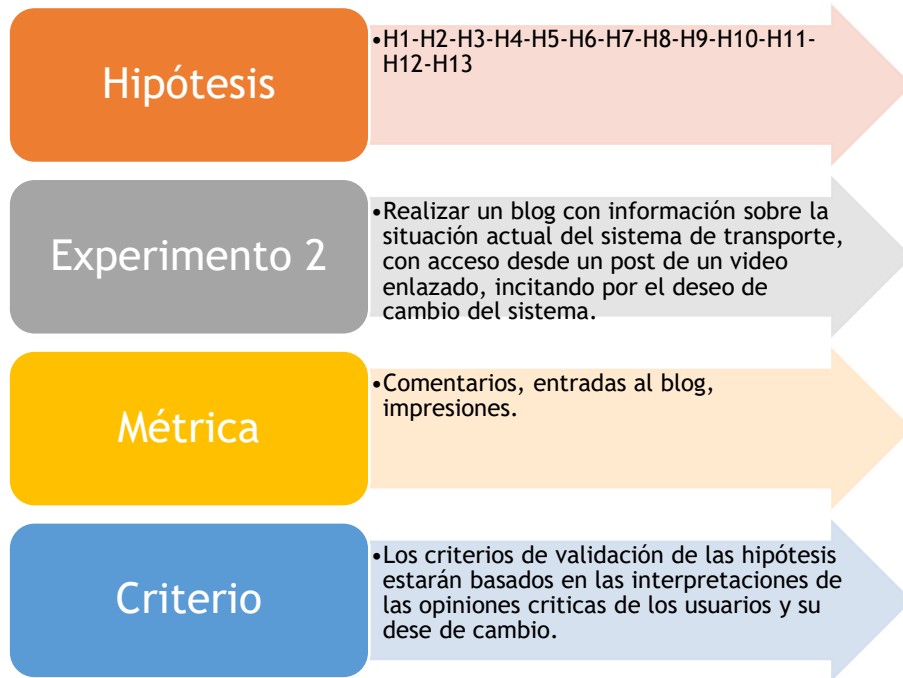 Hipótesis
•H1-H2-H3-H4-H5-H6-H7-H8-H9-H10-H11-
H12-H13
Experimento 2
•Realizar un blog con información sobre la
situación actual del sistema de transporte,
con acceso desde un post de un video
enlazado, incitando por el deseo de
cambio del sistema.
Métrica
•Comentarios, entradas al blog,
impresiones.
Criterio
•Los criterios de validación de las hipótesis
estarán basados en las interpretaciones de
las opiniones criticas de los usuarios y su
dese de cambio.